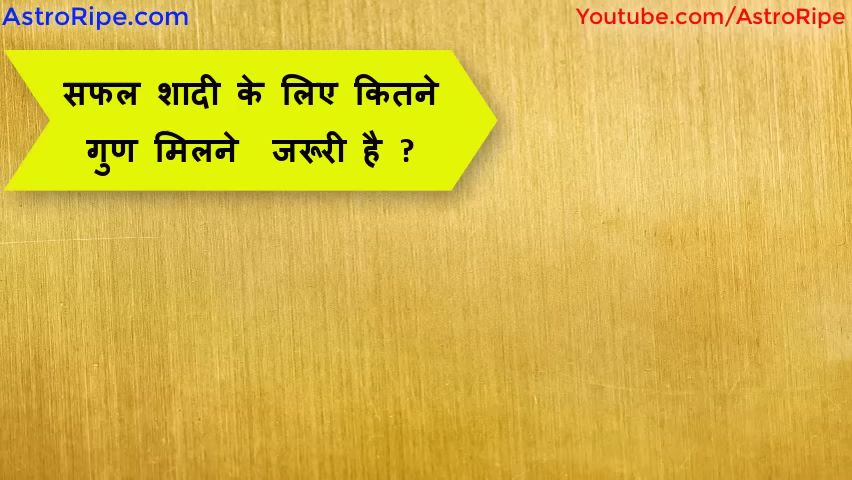 AstroRipe.com
Youtube.com/AstroRipe
सफल शादी के लिए कितने
गुण मिलने जरूरी है ?